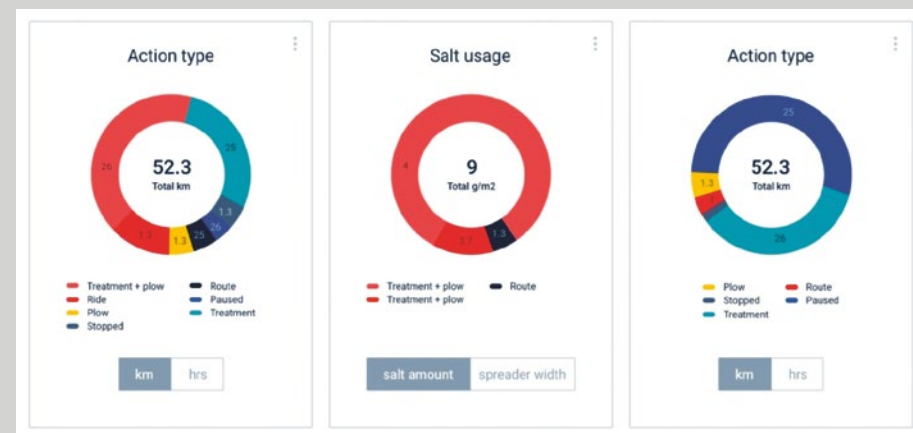 Action type
26
25
1.3
26
25
1.3
1.3
52.3
Total km
Treatment + plow
Route
Ride
Paused
Plow
Treatment
Stopped
km
hrs
Salt usage
4
1.3
9
Total g/m2
Treatment + plow
Route
Treatment + plow
salt amount
spreader width
Action type
25
1.3
52.3
Total km
Plow
Route
Stopped
Paused
Treatment
km
hrs